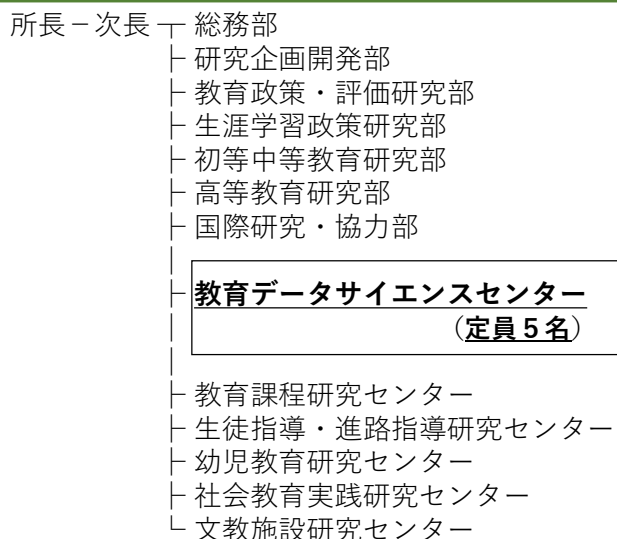 所長－次長┬ 総務部
├ 研究企画開発部
├ 教育政策・評価研究部
├ 生涯学習政策研究部
├ 初等中等教育研究部
├ 高等教育研究部
├ 国際研究・協力部
教育データサイエンスセンター
（定員５名）
├ 教育課程研究センター
├ 生徒指導・進路指導研究センター
├ 幼児教育研究センター
├ 社会教育実践研究センター
└ 文教施設研究センター